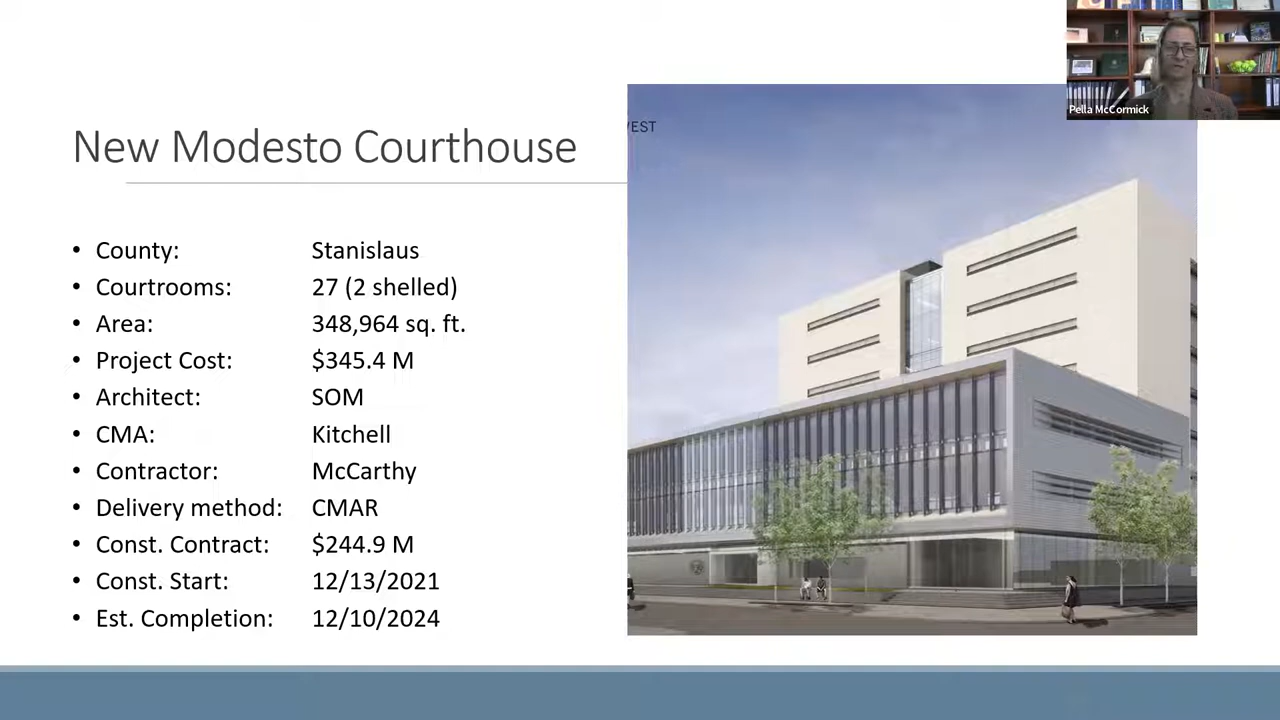 Pella McCormick
New Modesto Courthouse
• County: Stanislaus
• Courtrooms: 27 (2 shelled)
• Area: 348,964 sq. ft.
• Project Cost: $345.4 M
• Architect: SOM
• CMA: Kitchell
• Contractor: McCarthy
• Delivery method: CMAR
• Const. Contract: $244.9 M
• Const. Start: 12/13/2021
• Est. Completion: 12/10/2024
EST